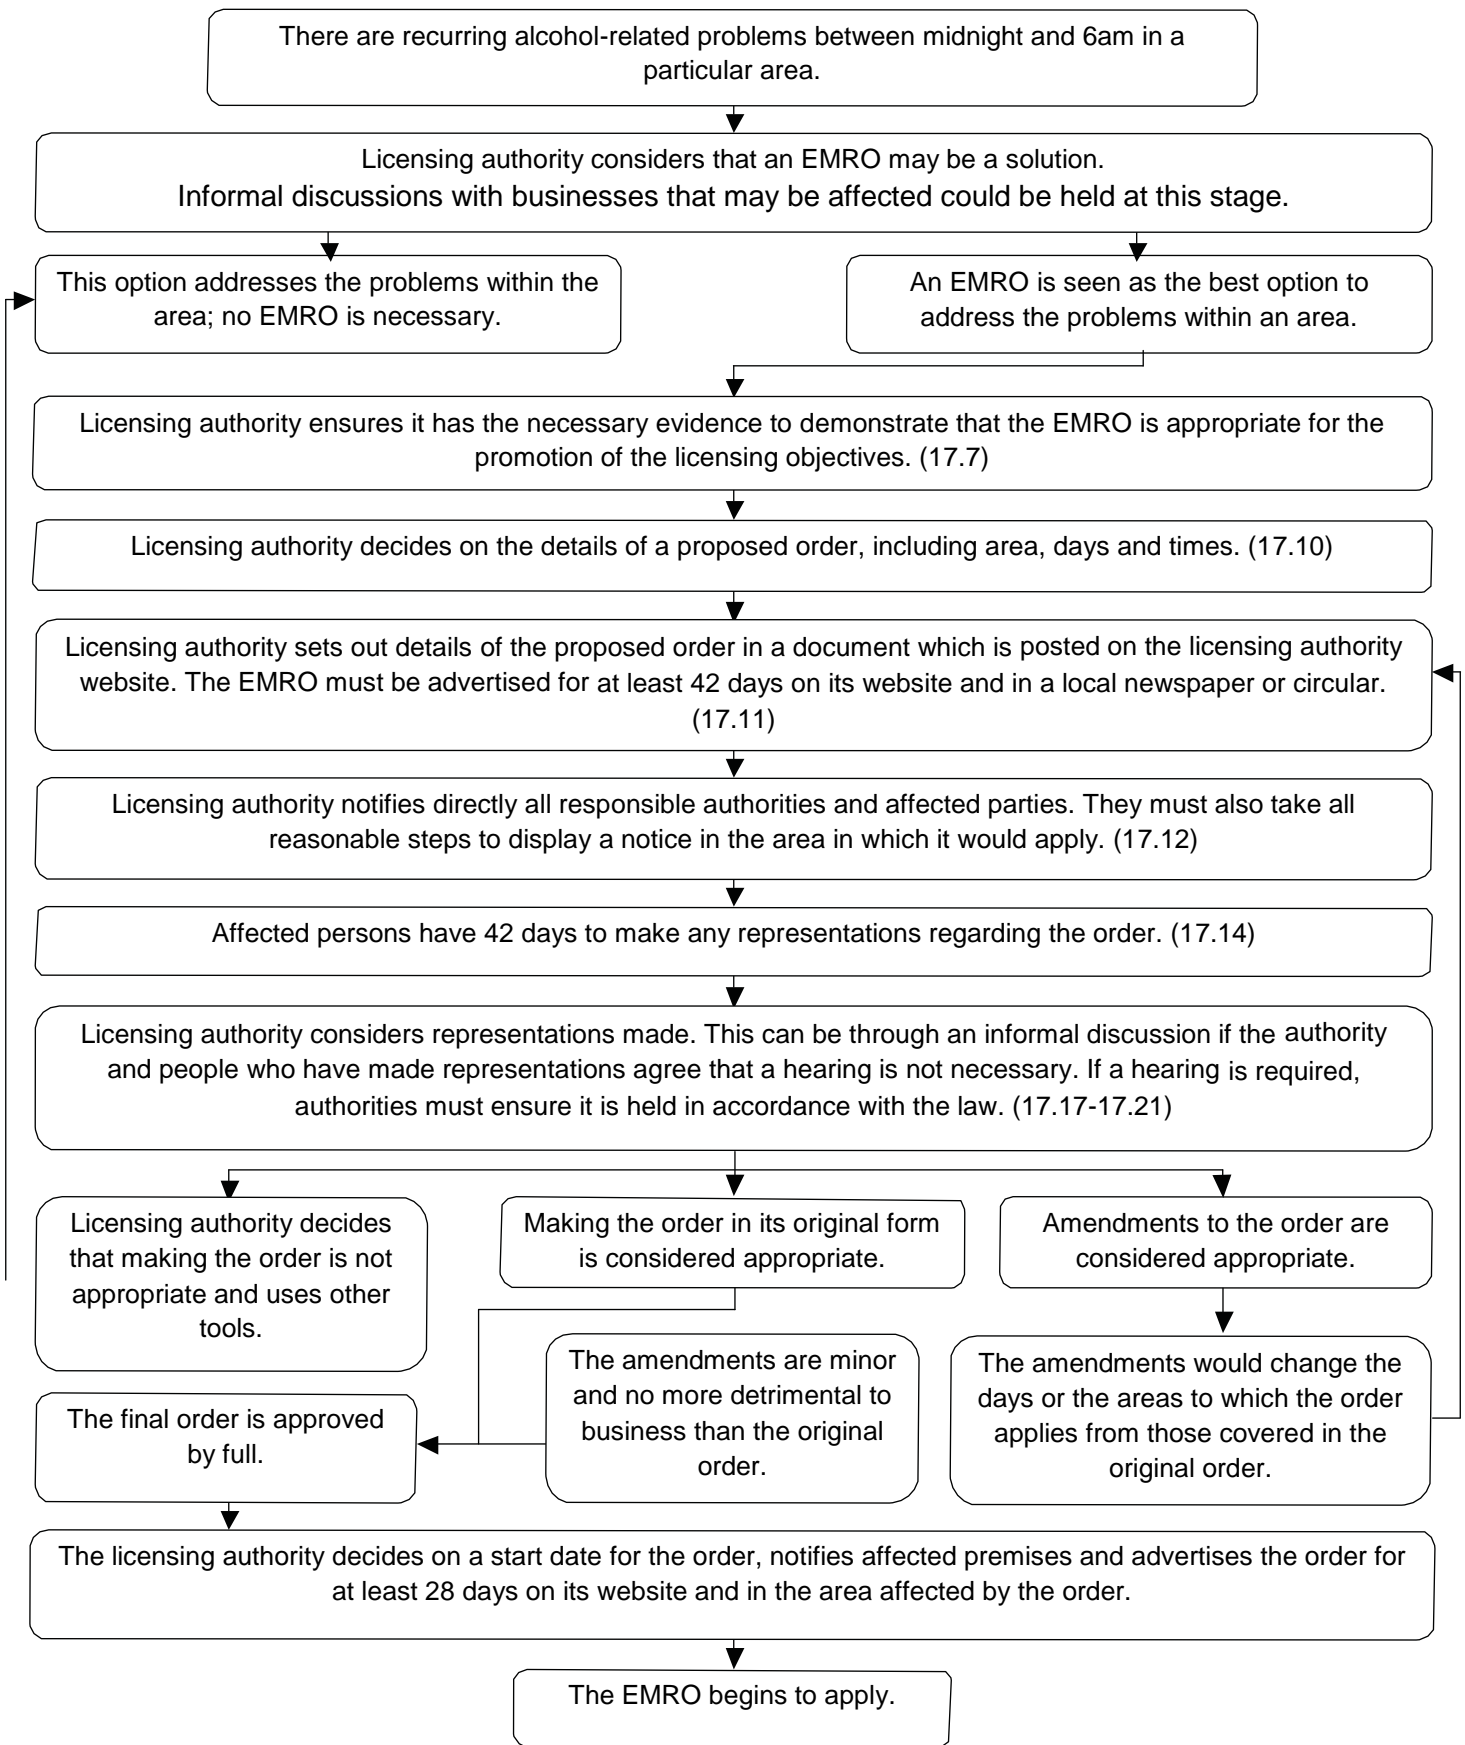 There are recurring alcohol-related problems between midnight and 6am in a
particular area.
Licensing authority considers that an EMRO may be a solution.
Informal discussions with businesses that may be affected could be held at this stage.
This option addresses the problems within the
area; no EMRO is necessary.
An EMRO is seen as the best option to
address the problems within an area.
Licensing authority ensures it has the necessary evidence to demonstrate that the EMRO is appropriate for the
promotion of the licensing objectives. (17.7)
Licensing authority decides on the details of a proposed order, including area, days and times. (17.10)
Licensing authority sets out details of the proposed order in a document which is posted on the licensing authority
website. The EMRO must be advertised for at least 42 days on its website and in a local newspaper or circular.
(17.11)
Licensing authority notifies directly all responsible authorities and affected parties. They must also take all
reasonable steps to display a notice in the area in which it would apply. (17.12)
Affected persons have 42 days to make any representations regarding the order. (17.14)
Licensing authority considers representations made. This can be through an informal discussion if the authority
and people who have made representations agree that a hearing is not necessary. If a hearing is required,
authorities must ensure it is held in accordance with the law. (17.17-17.21)
Licensing authority decides
that making the order is not
appropriate and uses other
tools.
Making the order in its original form
is considered appropriate.
Amendments to the order are
considered appropriate.
The amendments are minor
and no more detrimental to
business than the original
order.
The amendments would change the
days or the areas to which the order
applies from those covered in the
original order.
The final order is approved
by full.
The licensing authority decides on a start date for the order, notifies affected premises and advertises the order for
at least 28 days on its website and in the area affected by the order.
The EMRO begins to apply.